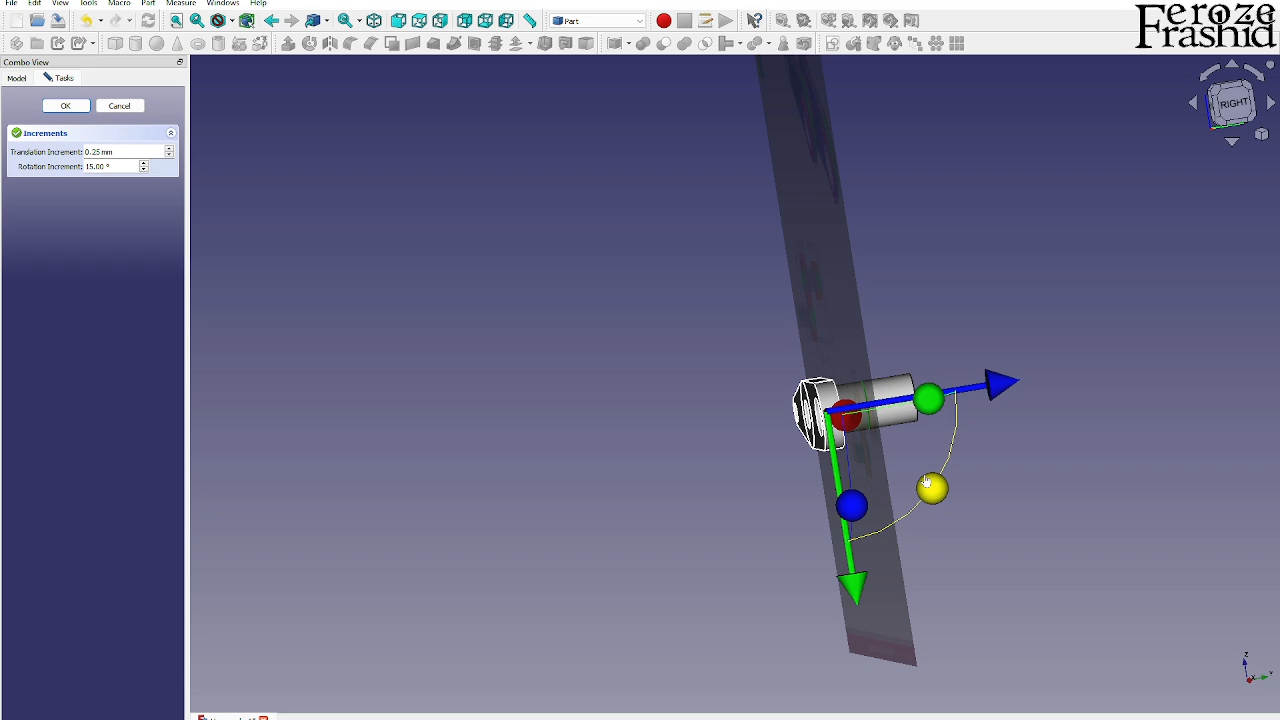 File Edit View Tools Macro Part Measure Windows Help
Feroze
Frashid
Part
Combo View
Model Tasks
OK Cancel
Increments
Translation Increment: 0.25 mm
Rotation Increment: 15.00 °
RIGHT
Z
X Y